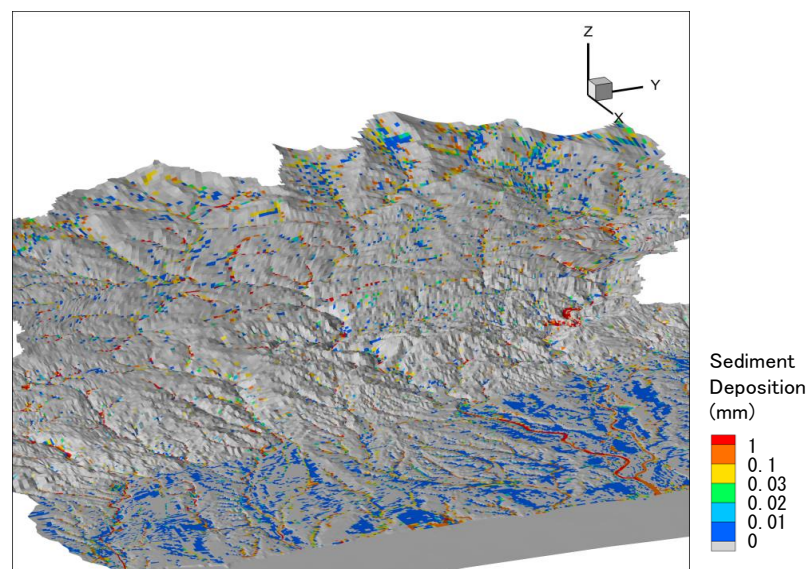 Z
Y
X
Sediment
Deposition
(mm)
1
0.1
0.03
0.02
0.01
0